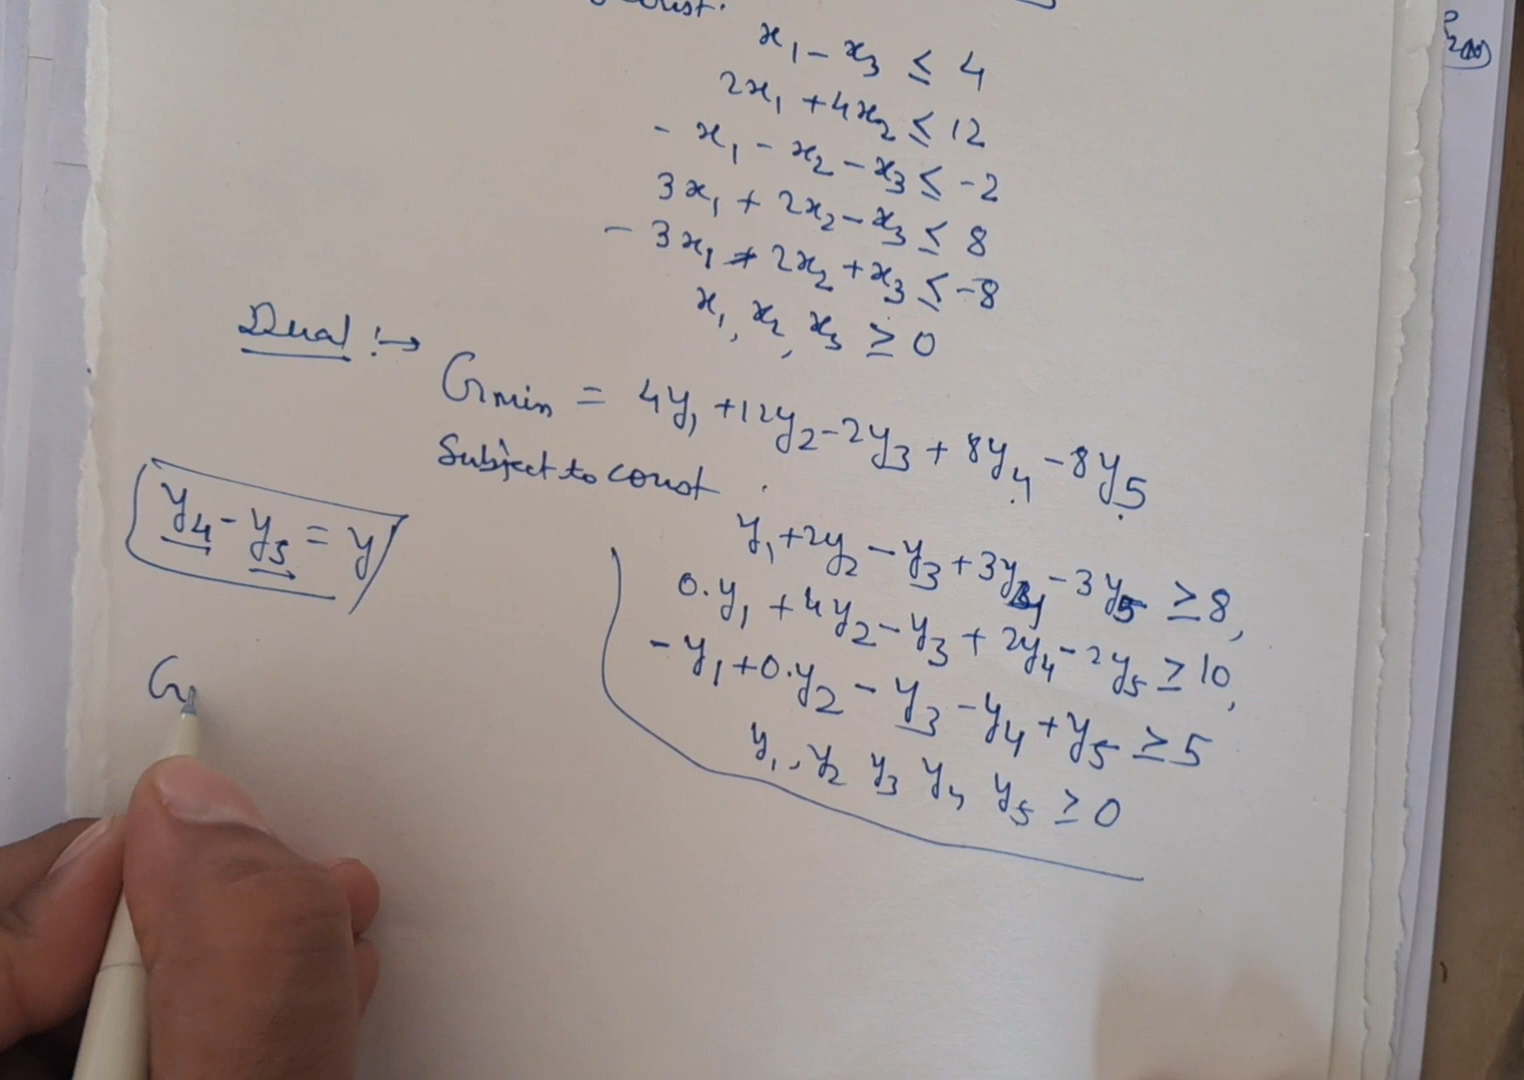 x₁ - x₃ ≤ 4
2x₁ + 4x₂ ≤ 12
- x₁ - x₂ - x₃ ≤ -2
3x₁ + 2x₂ - x₃ ≤ 8
- 3x₁ - 2x₂ + x₃ ≤ -8
x₁, x₂, x₃ ≥ 0
Dual :→
Gmin = 4y₁ + 12y₂ - 2y₃ + 8y₄ - 8y₅
Subject to const.
y₄ - y₅ = y
y₁ + 2y₂ - y₃ + 3y₄ - 3y₅ ≥ 8,
0.y₁ + 4y₂ - y₃ + 2y₄ - 2y₅ ≥ 10,
- y₁ + 0.y₂ - y₃ - y₄ + y₅ ≥ 5
y₁, y₂ y₃ y₄ y₅ ≥ 0
G